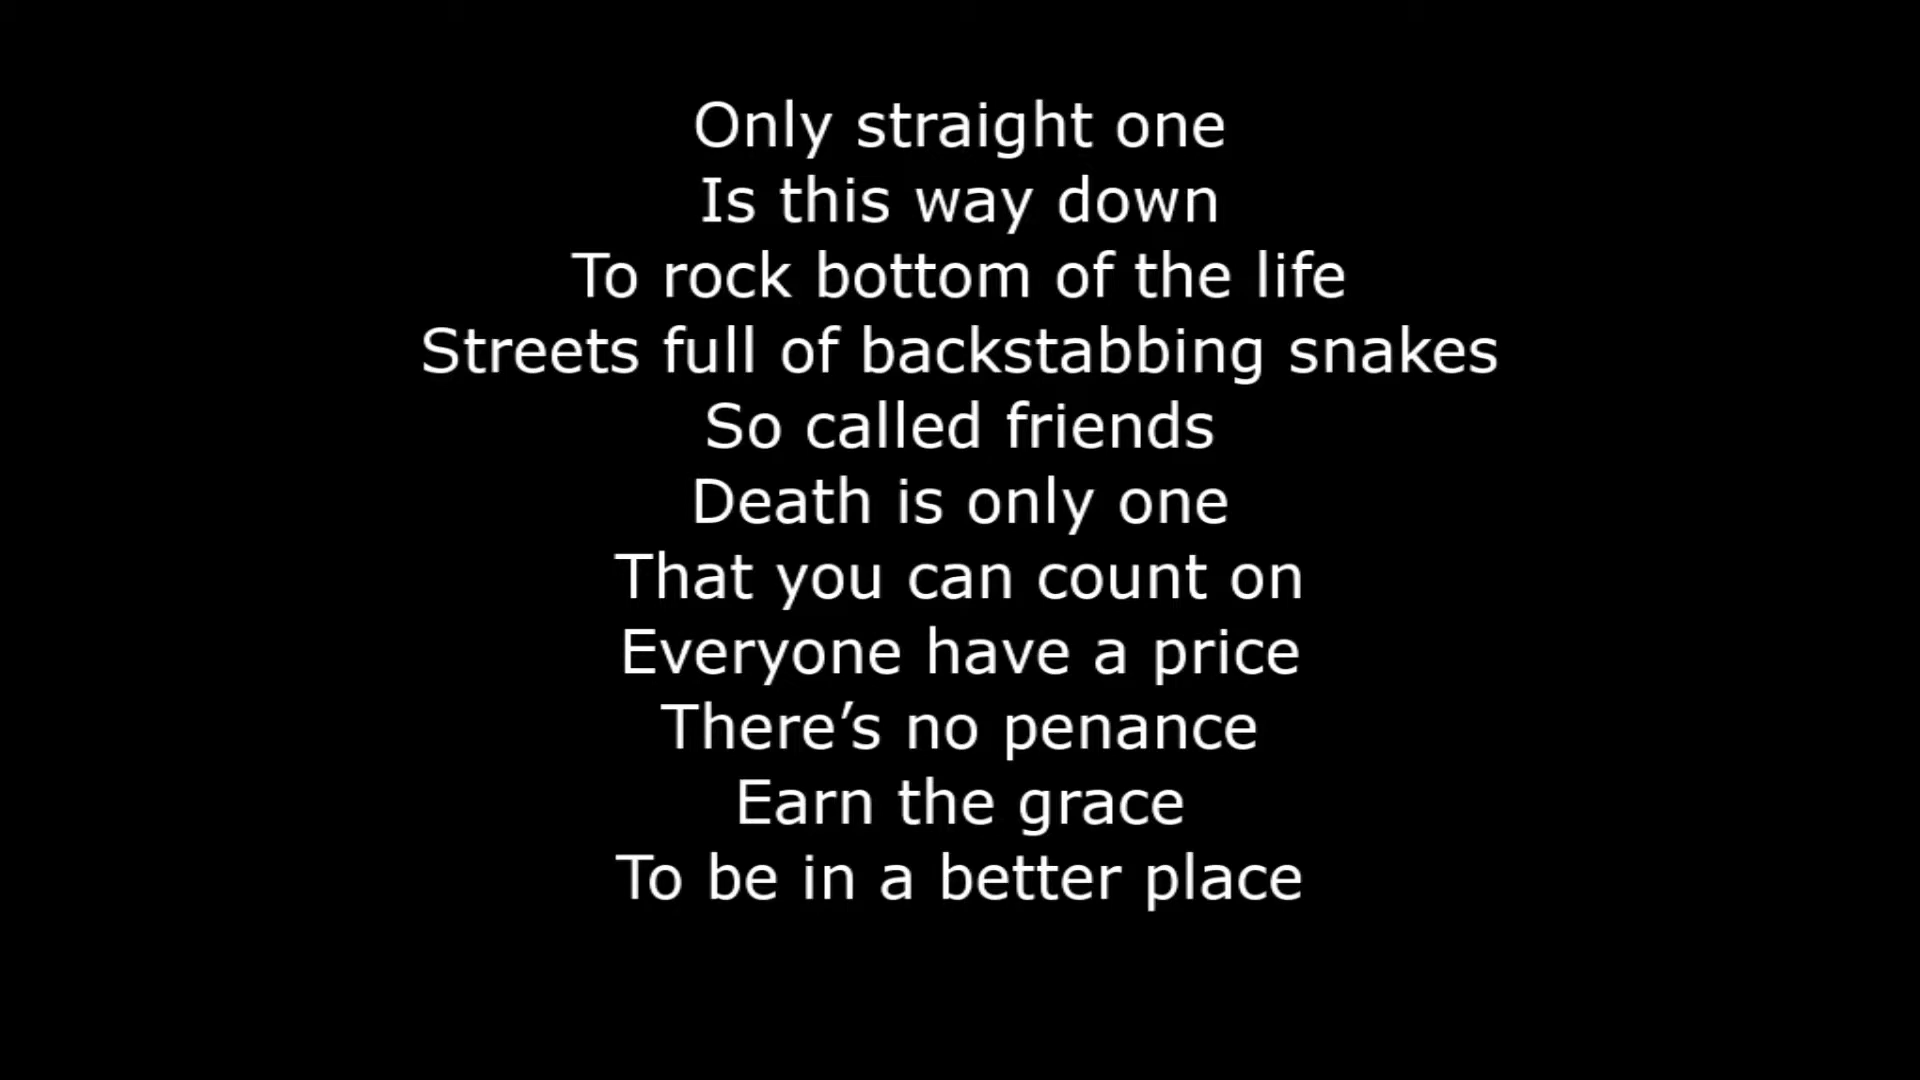 Only straight one
Is this way down
To rock bottom of the life
Streets full of backstabbing snakes
So called friends
Death is only one
That you can count on
Everyone have a price
There’s no penance
Earn the grace
To be in a better place